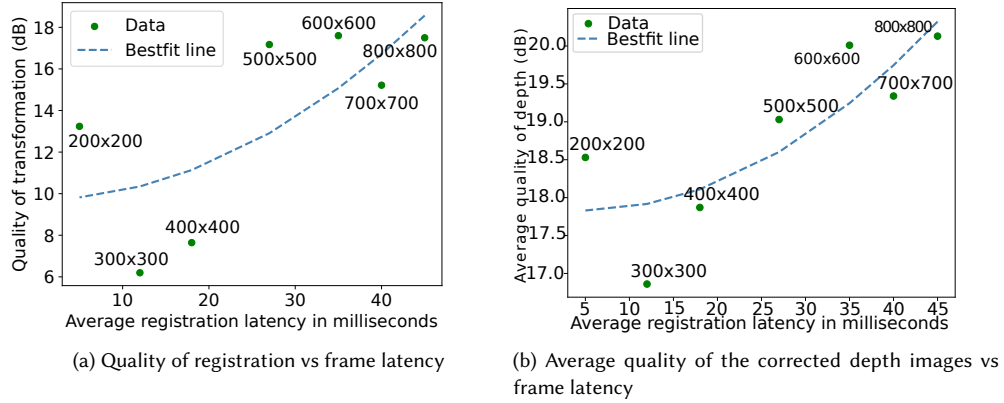 Quality of transformation (dB)
18
16
14
12
10
8
6
Data
Bestfit line
600x600
500x500
800x800
700x700
200x200
400x400
300x300
10
20
30
40
Average registration latency in milliseconds
(a) Quality of registration vs frame latency
Average quality of depth (dB)
20.0
19.5
19.0
18.5
18.0
17.5
17.0
Data
Bestfit line
800x800
600x600
700x700
500x500
200x200
400x400
300x300
5
10
15
20
25
30
35
40
45
Average registration latency in milliseconds
(b) Average quality of the corrected depth images vs
frame latency